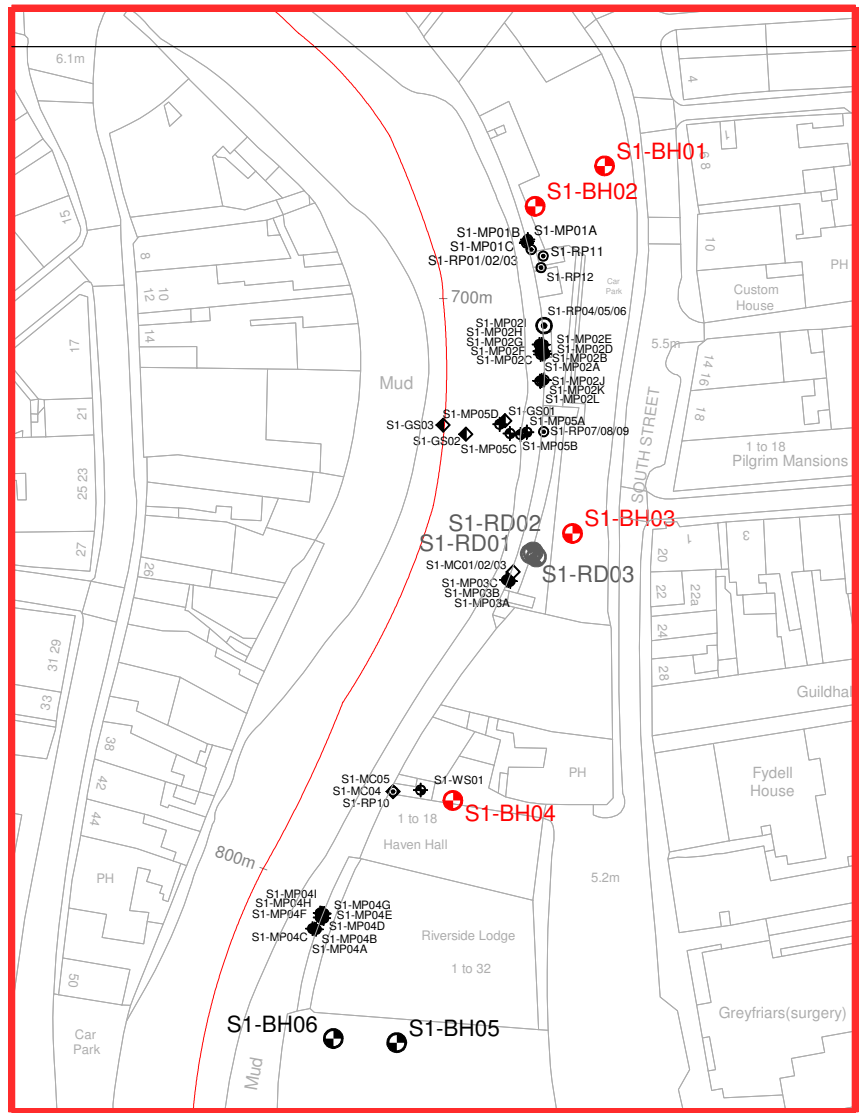 6.1m
4
1
6 8
S1-BH01
S1-BH02
15
8
10
12
14
S1-MP01B
S1-MP01A
S1-MP01C
S1-RP11
S1-RP01/02/03
S1-RP12
10
PH
Car
Park
Custom
House
700m
S1-RP04/05/06
S1-MP02I
S1-MP02H
S1-MP02G
S1-MP02E
S1-MP02F
S1-MP02D
S1-MP02C
S1-MP02B
S1-MP02A
S1-MP02J
S1-MP02K
S1-MP02L
5.5m
14 16
18
17
Mud
21
S1-MP05D
S1-GS01
S1-GS03
S1-MP05A
S1-GS02
S1-RP07/08/09
S1-MP05C
S1-MP05B
SOUTH STREET
1 to 18
Pilgrim Mansions
25 23
S1-BH03
S1-RD02
S1-RD01
27
1
3
20
26
S1-MC01/02/03
S1-RD03
S1-MP03C
S1-MP03B
S1-MP03A
22
22a
24
28
31 29
33
Guildhal
38
S1-MC05
S1-MC04
S1-RP10
S1-WS01
PH
Fydell
House
42
44
S1-BH04
1 to 18
Haven Hall
800m
5.2m
PH
S1-MP04I
S1-MP04H
S1-MP04G
S1-MP04F
S1-MP04E
S1-MP04D
S1-MP04C
S1-MP04B
S1-MP04A
Riverside Lodge
1 to 32
50
Greyfriars(surgery)
S1-BH06
S1-BH05
Car
Park
Mud